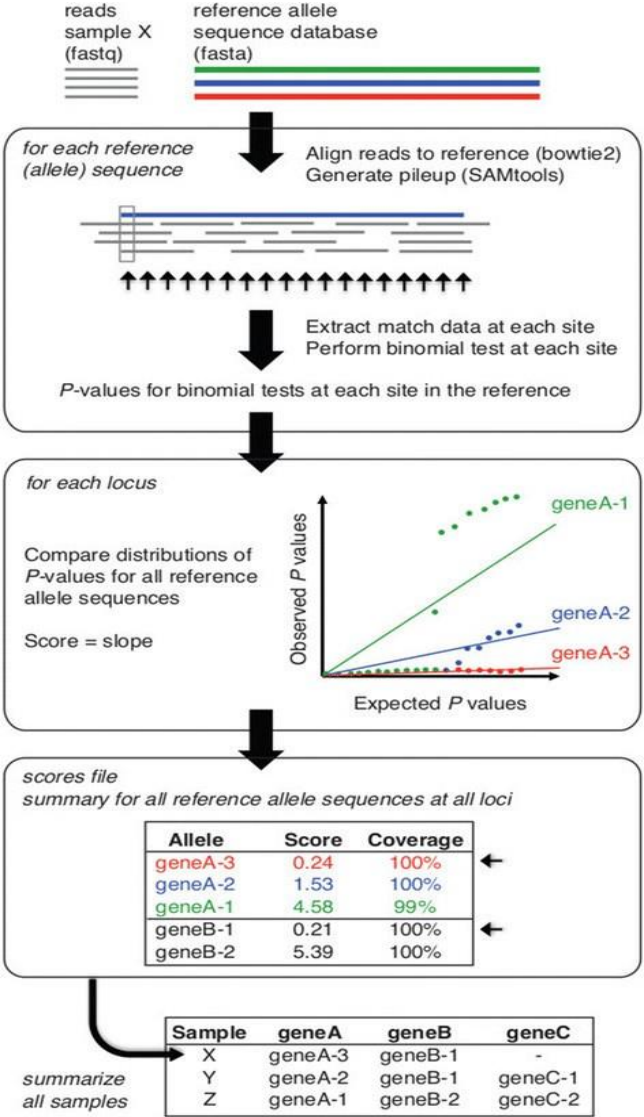 reads
sample X
(fastq)
reference allele
sequence database
(fasta)
for each reference
(allele) sequence
Align reads to reference (bowtie2)
Generate pileup (SAMtools)
Extract match data at each site
Perform binomial test at each site
P-values for binomial tests at each site in the reference
for each locus
Compare distributions of
P-values for all reference
allele sequences
Score = slope
Observed P values
geneA-1
geneA-2
geneA-3
Expected P values
scores file
summary for all reference allele sequences at all loci
Allele Score Coverage
geneA-3 0.24 100%
geneA-2 1.53 100%
geneA-1 4.58 99%
geneB-1 0.21 100%
geneB-2 5.39 100%
summarize
all samples
Sample geneA geneB geneC
X geneA-3 geneB-1 -
Y geneA-2 geneB-1 geneC-1
Z geneA-1 geneB-2 geneC-2